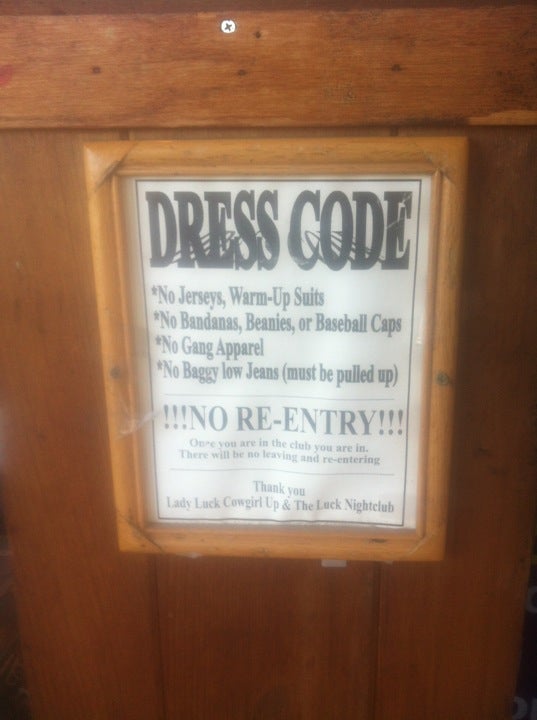 DRESS CODE
*No Jerseys, Warm-Up Suits
*No Bandanas, Beanies, or Baseball Caps
*No Gang Apparel
*No Baggy low Jeans (must be pulled up)
!!!NO RE-ENTRY!!!
Once you are in the club you are in.
There will be no leaving and re-entering
Thank you
Lady Luck Cowgirl Up & The Luck Nightclub